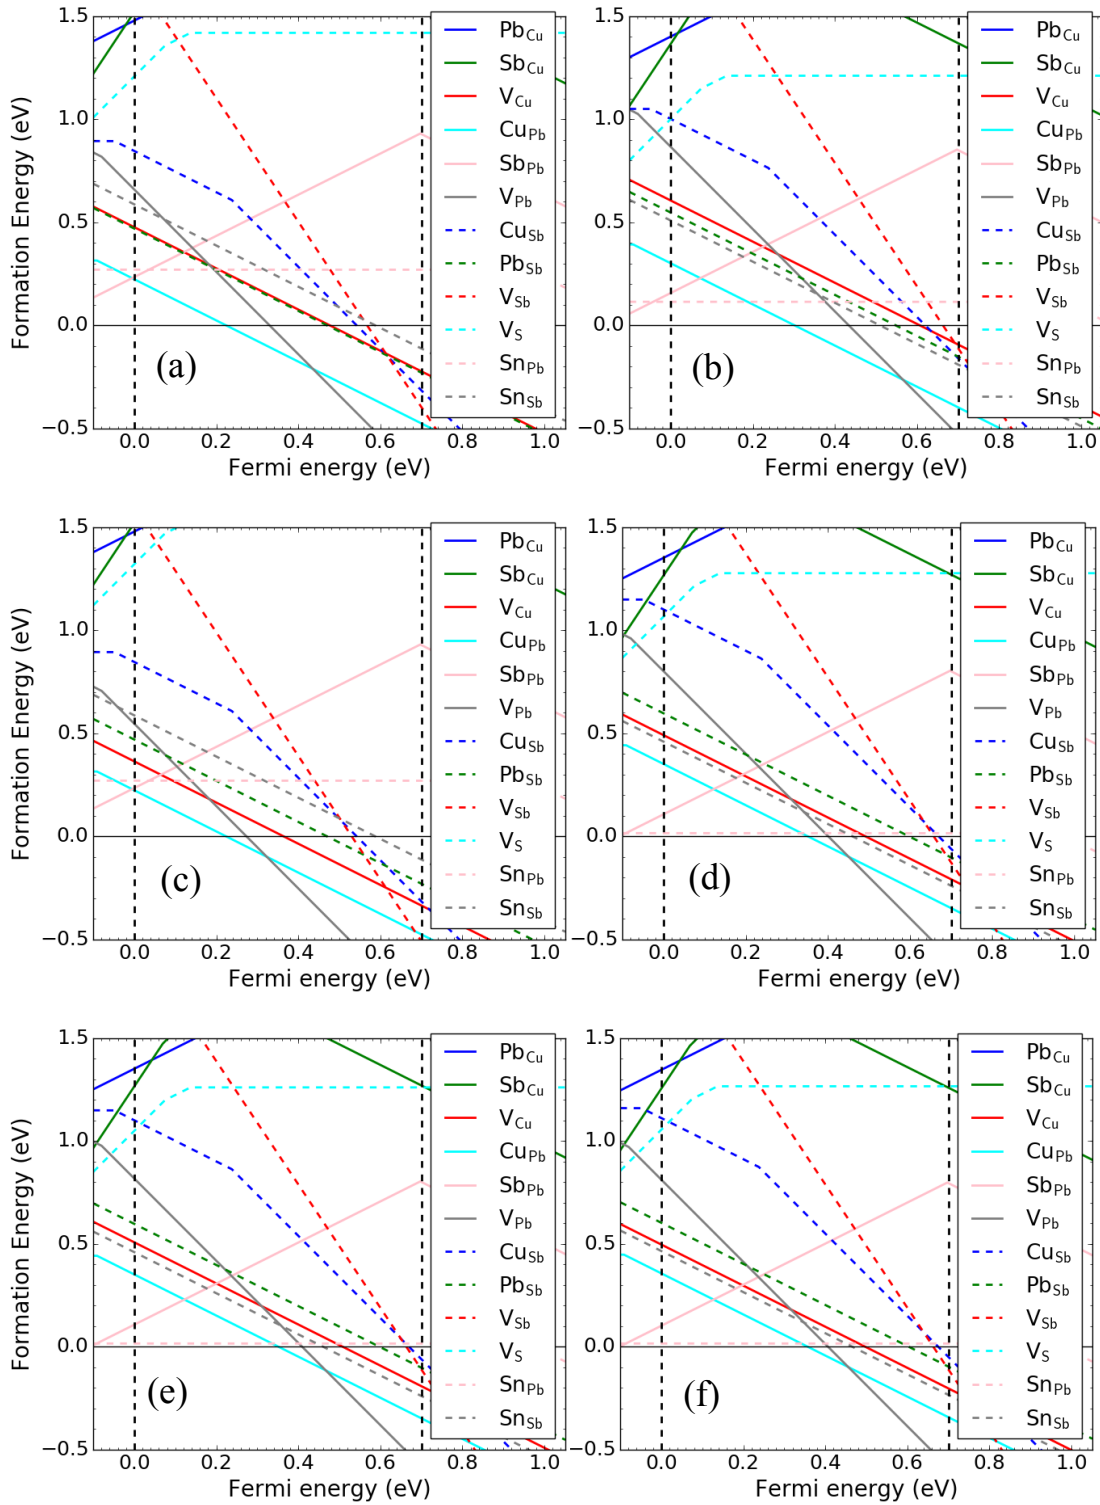 1.5
1.0
0.5
0.0
−0.5
0.0 0.2 0.4 0.6 0.8 1.0
Fermi energy (eV)
Formation Energy (eV)
(a)
Pb_Cu
Sb_Cu
V_Cu
Cu_Pb
Sb_Pb
V_Pb
Cu_Sb
Pb_Sb
V_Sb
V_S
Sn_Pb
Sn_Sb
1.5
1.0
0.5
0.0
−0.5
0.0 0.2 0.4 0.6 0.8 1.0
Fermi energy (eV)
(b)
Pb_Cu
Sb_Cu
V_Cu
Cu_Pb
Sb_Pb
V_Pb
Cu_Sb
Pb_Sb
V_Sb
V_S
Sn_Pb
Sn_Sb
1.5
1.0
0.5
0.0
−0.5
0.0 0.2 0.4 0.6 0.8 1.0
Fermi energy (eV)
Formation Energy (eV)
(c)
Pb_Cu
Sb_Cu
V_Cu
Cu_Pb
Sb_Pb
V_Pb
Cu_Sb
Pb_Sb
V_Sb
V_S
Sn_Pb
Sn_Sb
1.5
1.0
0.5
0.0
−0.5
0.0 0.2 0.4 0.6 0.8 1.0
Fermi energy (eV)
(d)
Pb_Cu
Sb_Cu
V_Cu
Cu_Pb
Sb_Pb
V_Pb
Cu_Sb
Pb_Sb
V_Sb
V_S
Sn_Pb
Sn_Sb
1.5
1.0
0.5
0.0
−0.5
0.0 0.2 0.4 0.6 0.8 1.0
Fermi energy (eV)
Formation Energy (eV)
(e)
Pb_Cu
Sb_Cu
V_Cu
Cu_Pb
Sb_Pb
V_Pb
Cu_Sb
Pb_Sb
V_Sb
V_S
Sn_Pb
Sn_Sb
1.5
1.0
0.5
0.0
−0.5
0.0 0.2 0.4 0.6 0.8 1.0
Fermi energy (eV)
(f)
Pb_Cu
Sb_Cu
V_Cu
Cu_Pb
Sb_Pb
V_Pb
Cu_Sb
Pb_Sb
V_Sb
V_S
Sn_Pb
Sn_Sb